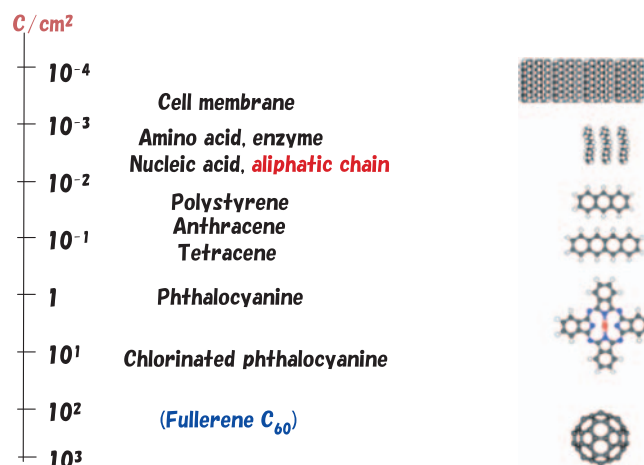 C/cm²
10⁻⁴
Cell membrane
10⁻³
Amino acid, enzyme
Nucleic acid, aliphatic chain
10⁻²
Polystyrene
Anthracene
10⁻¹
Tetracene
1
Phthalocyanine
10¹
Chlorinated phthalocyanine
10²
(Fullerene C₆₀)
10³